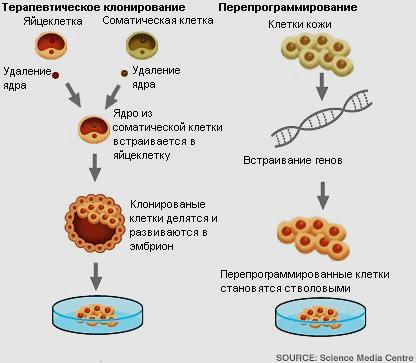 Терапевтическое клонирование
Яйцеклетка
Соматическая клетка
Удаление
ядра
Удаление
ядра
Ядро из
соматической клетки
встраивается в
яйцеклетку
Клонированые
клетки делятся и
развиваются в
эмбрион
Перепрограммирование
Клетки кожи
Встраивание генов
Перепрограммированные клетки
становятся стволовыми
SOURCE: Science Media Centre